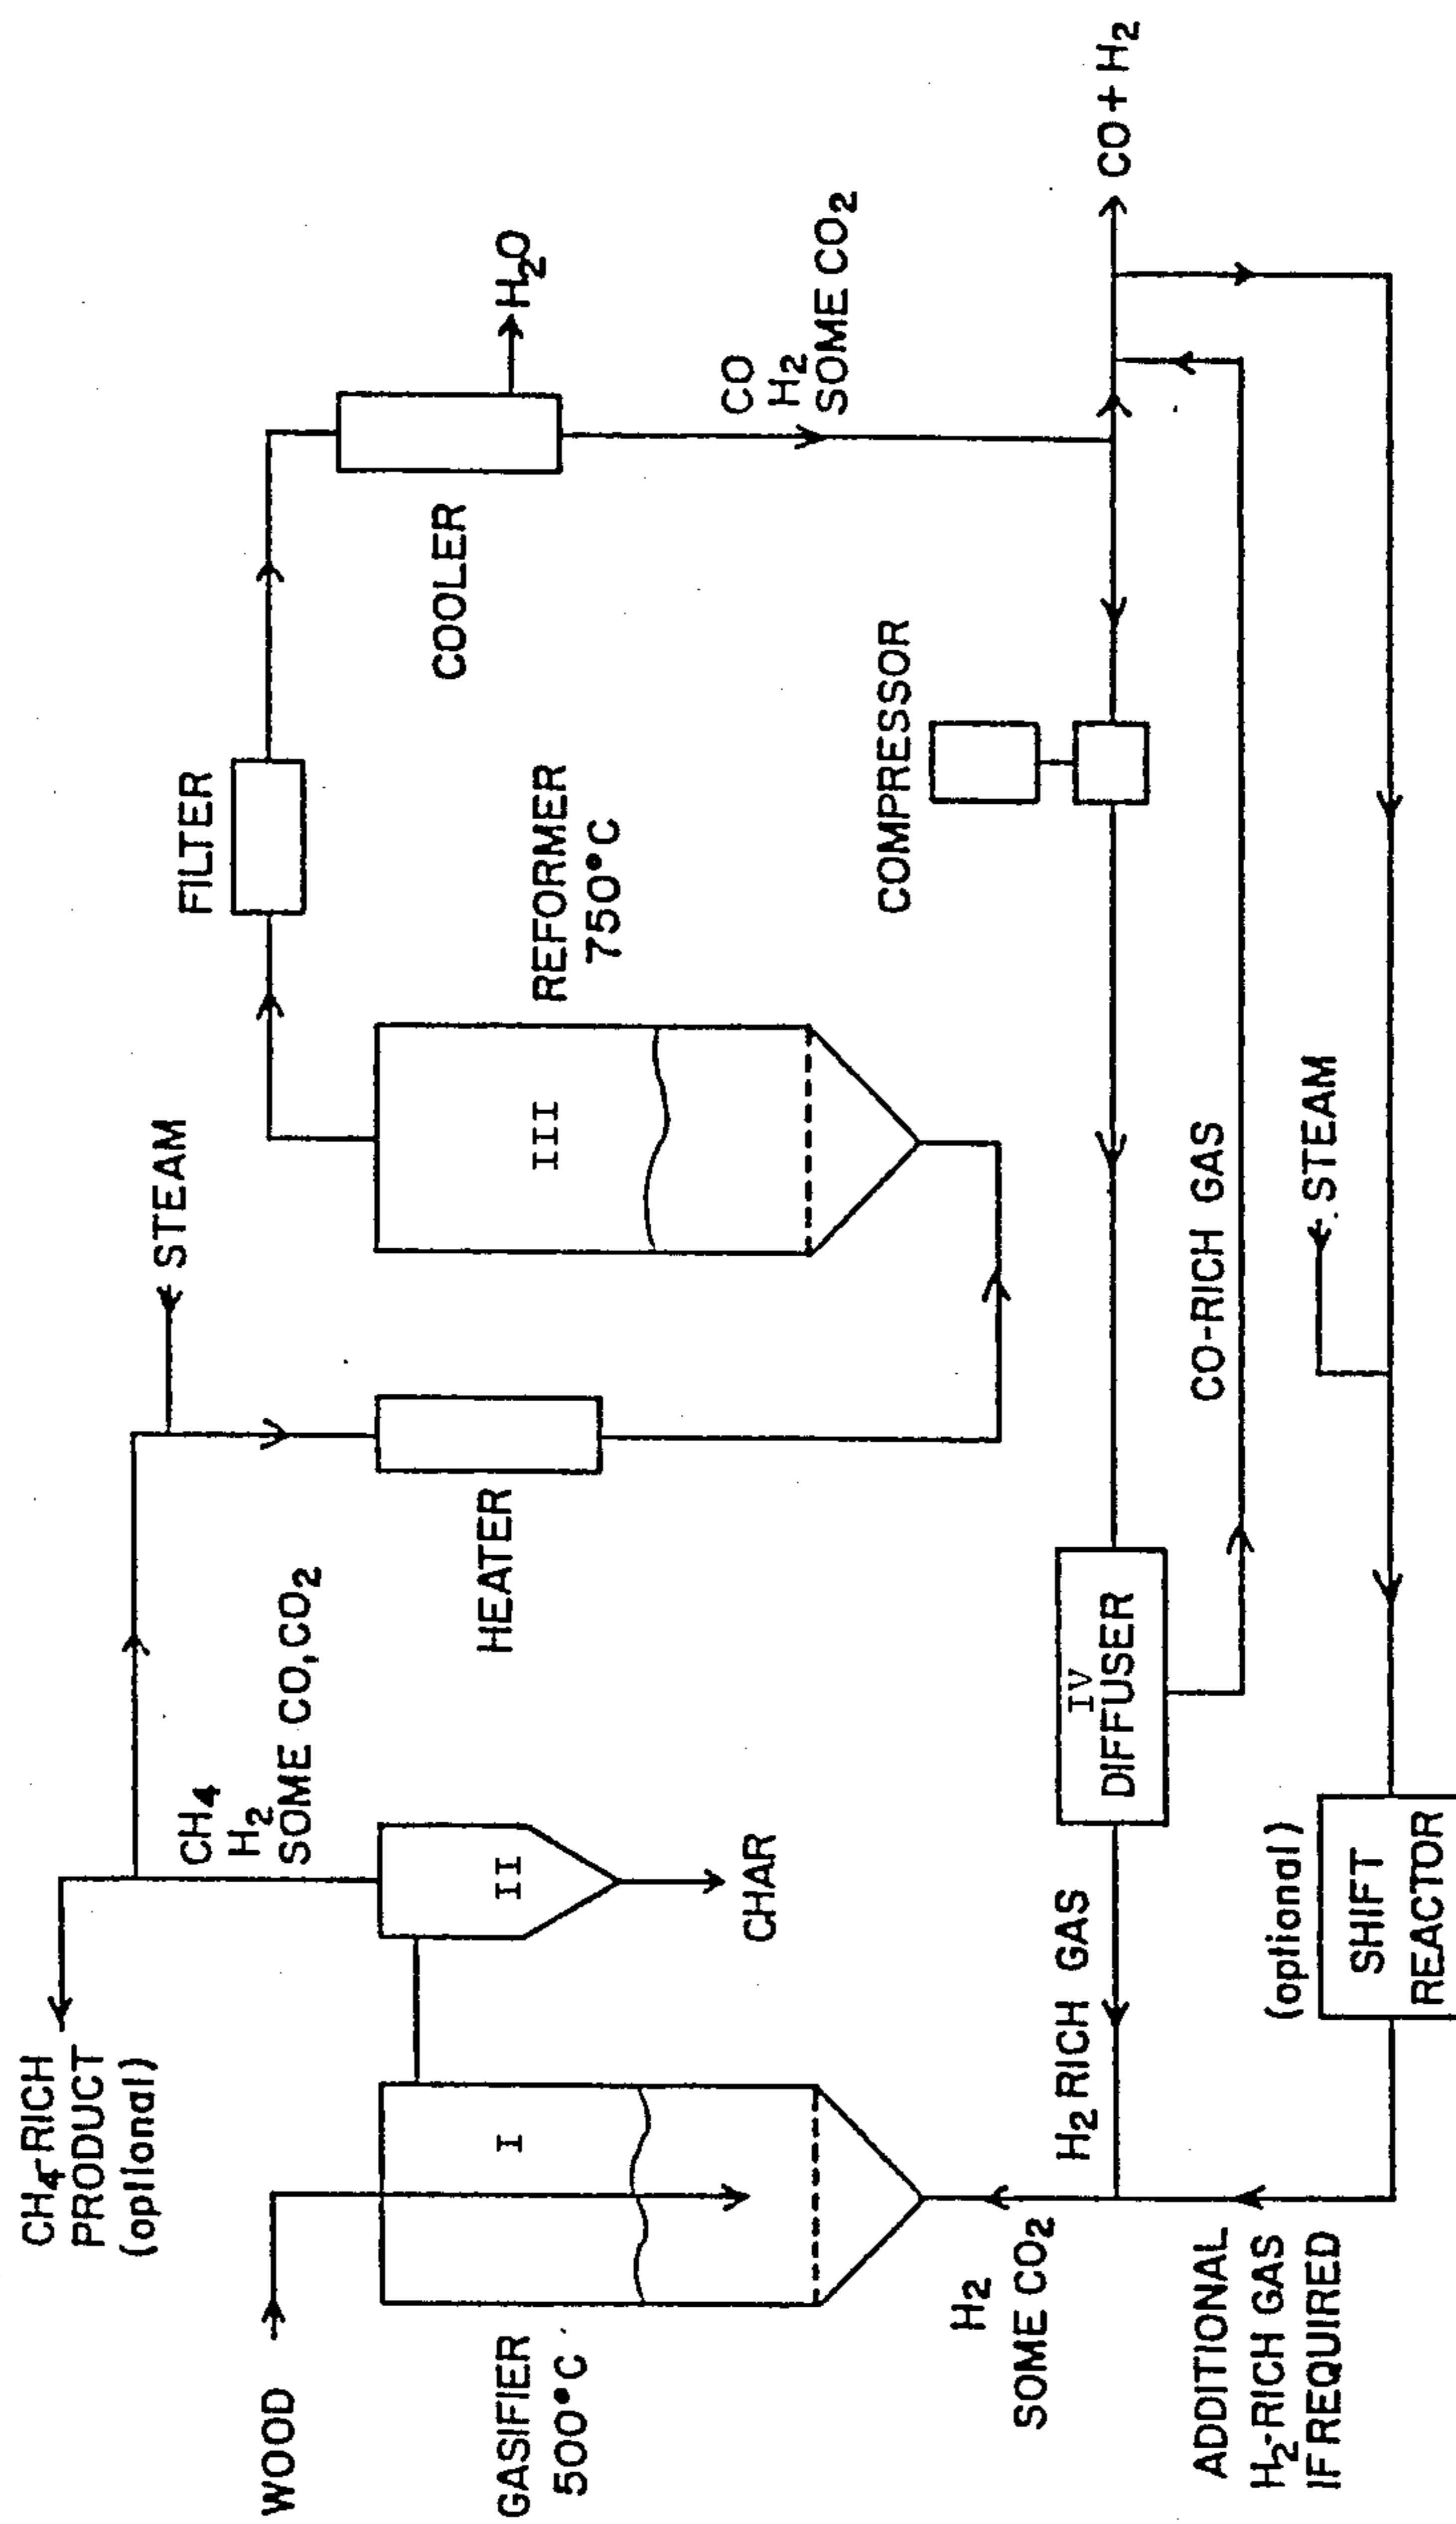 CH4-RICH
PRODUCT
(optional)
WOOD
GASIFIER
500°C
I
CH4
H2
SOME CO,CO2
II
CHAR
STEAM
HEATER
III
REFORMER
750°C
FILTER
COOLER
H2O
CO
H2
SOME CO2
COMPRESSOR
CO+H2
H2
SOME CO2
H2 RICH GAS
IV
DIFFUSER
CO-RICH GAS
STEAM
ADDITIONAL
H2-RICH GAS
IF REQUIRED
(optional)
SHIFT
REACTOR